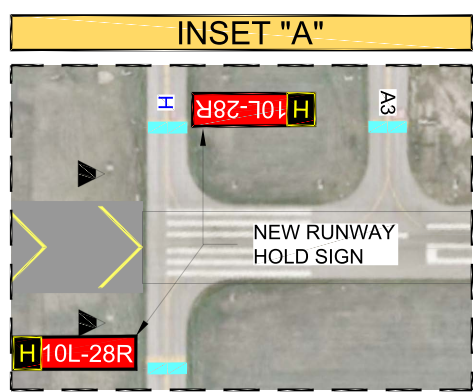 INSET "A"
H
10L-28R H
A3
NEW RUNWAY
HOLD SIGN
H 10L-28R